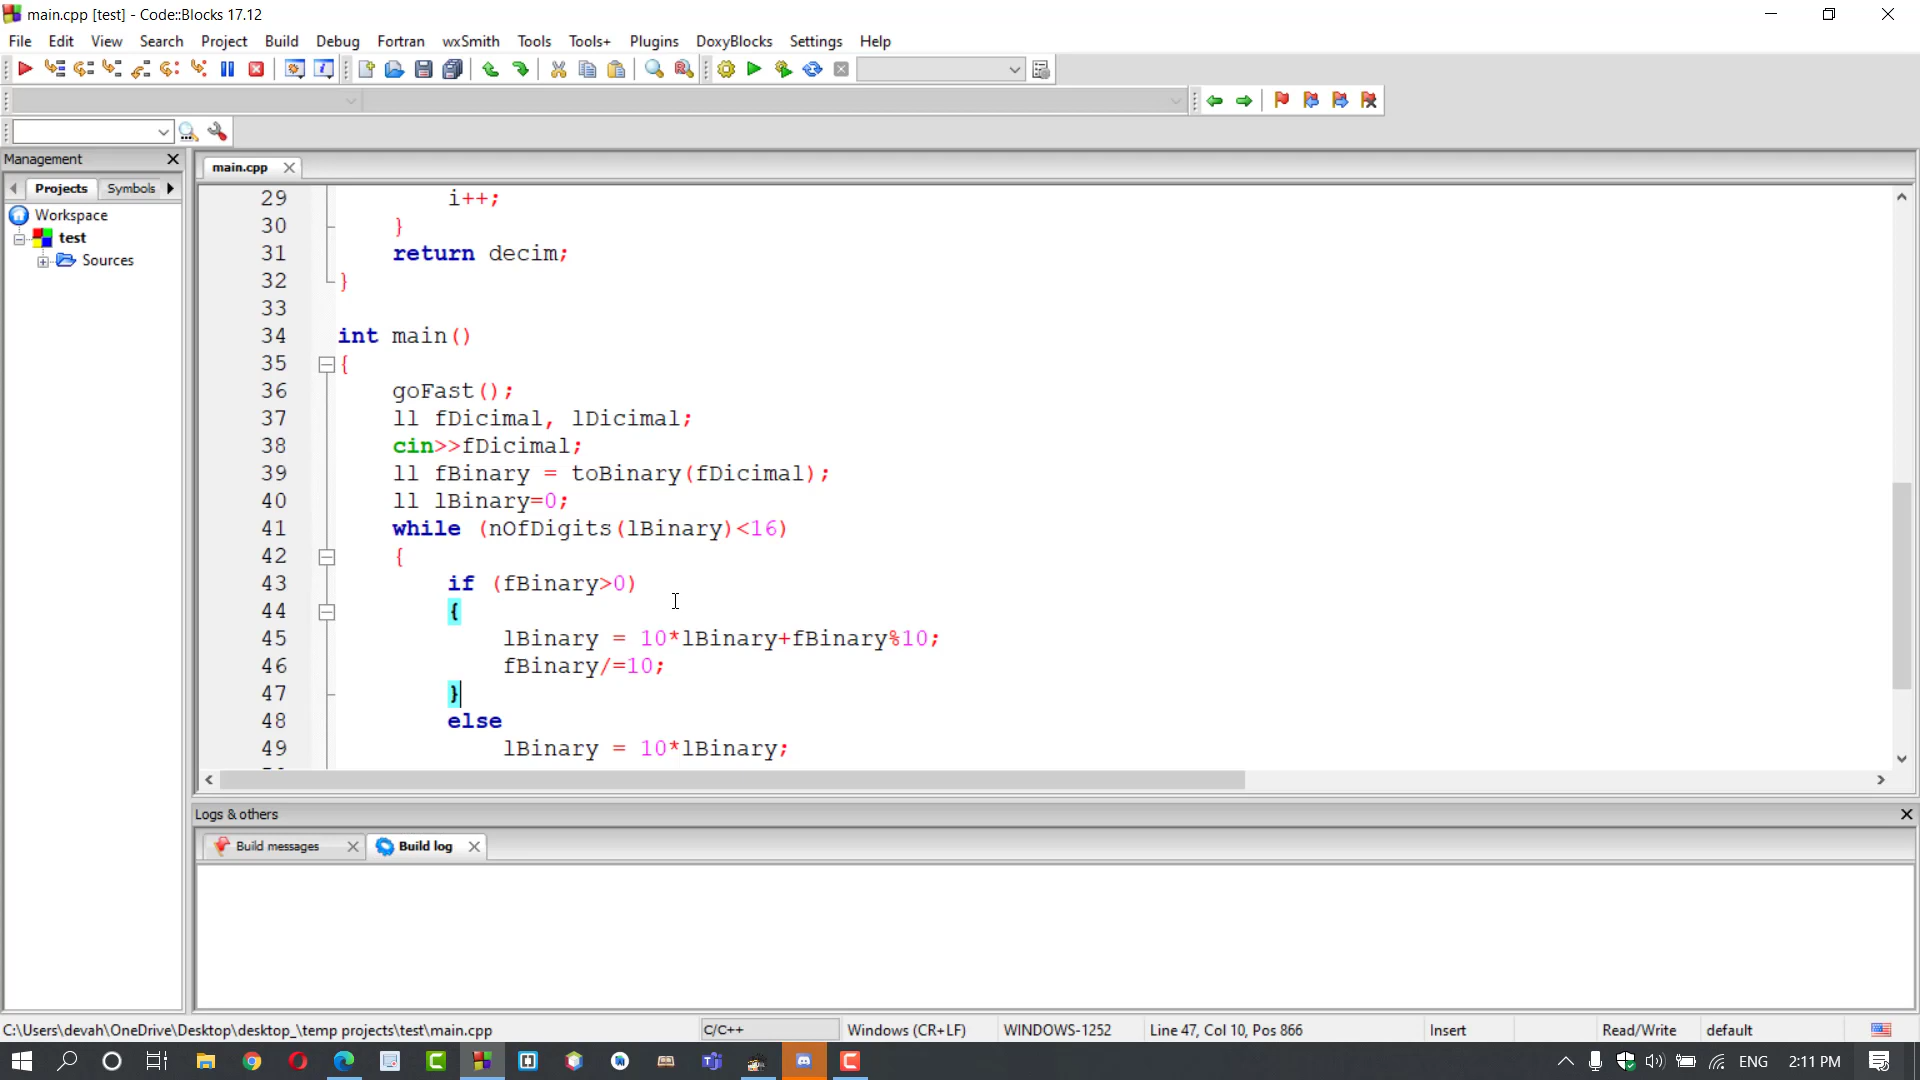 main.cpp [test] - Code::Blocks 17.12
File Edit View Search Project Build Debug Fortran wxSmith Tools Tools+ Plugins DoxyBlocks Settings Help
Management
main.cpp
Projects Symbols
Workspace
test
Sources
29 i++;
30 }
31 return decim;
32 }
33
34 int main()
35 {
36 goFast();
37 ll fDicimal, lDicimal;
38 cin>>fDicimal;
39 ll fBinary = toBinary(fDicimal);
40 ll lBinary=0;
41 while (nOfDigits(lBinary)<16)
42 {
43 if (fBinary>0)
44 {
45 lBinary = 10*lBinary+fBinary%10;
46 fBinary/=10;
47 }
48 else
49 lBinary = 10*lBinary;
Logs & others
Build messages Build log
C:\Users\devah\OneDrive\Desktop\desktop_\temp projects\test\main.cpp C/C++ Windows (CR+LF) WINDOWS-1252 Line 47, Col 10, Pos 866 Insert Read/Write default
ENG 2:11 PM